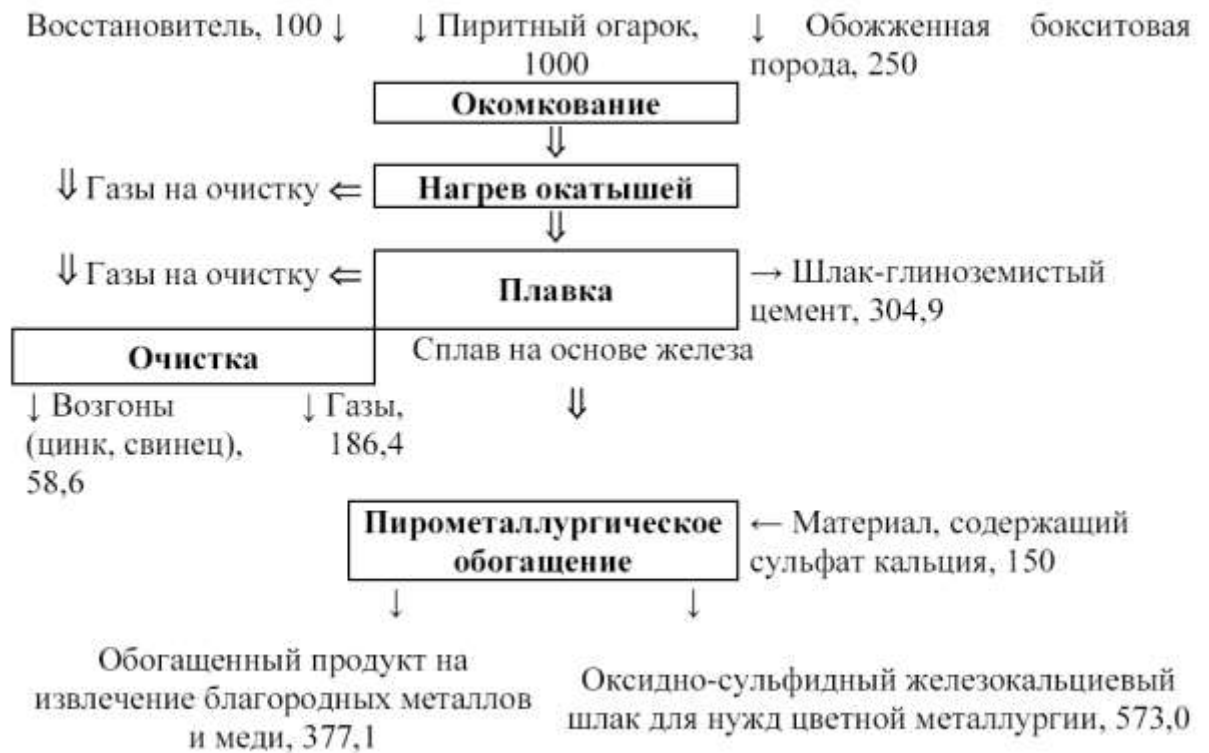 Восстановитель, 100 ↓ ↓ Пиритный огарок, 1000 ↓ Обожженная бокситовая порода, 250
Окомкование
⇓
⇓ Газы на очистку ⇐ Нагрев окатышей
⇓
⇓ Газы на очистку ⇐ Плавка → Шлак-глиноземистый
цемент, 304,9
Очистка
Сплав на основе железа
⇓
↓ Возгоны
(цинк, свинец),
58,6
↓ Газы,
186,4
Пирометаллургическое
обогащение
← Материал, содержащий
сульфат кальция, 150
↓ ↓
Обогащенный продукт на
извлечение благородных металлов
и меди, 377,1
Оксидно-сульфидный железокальциевый
шлак для нужд цветной металлургии, 573,0